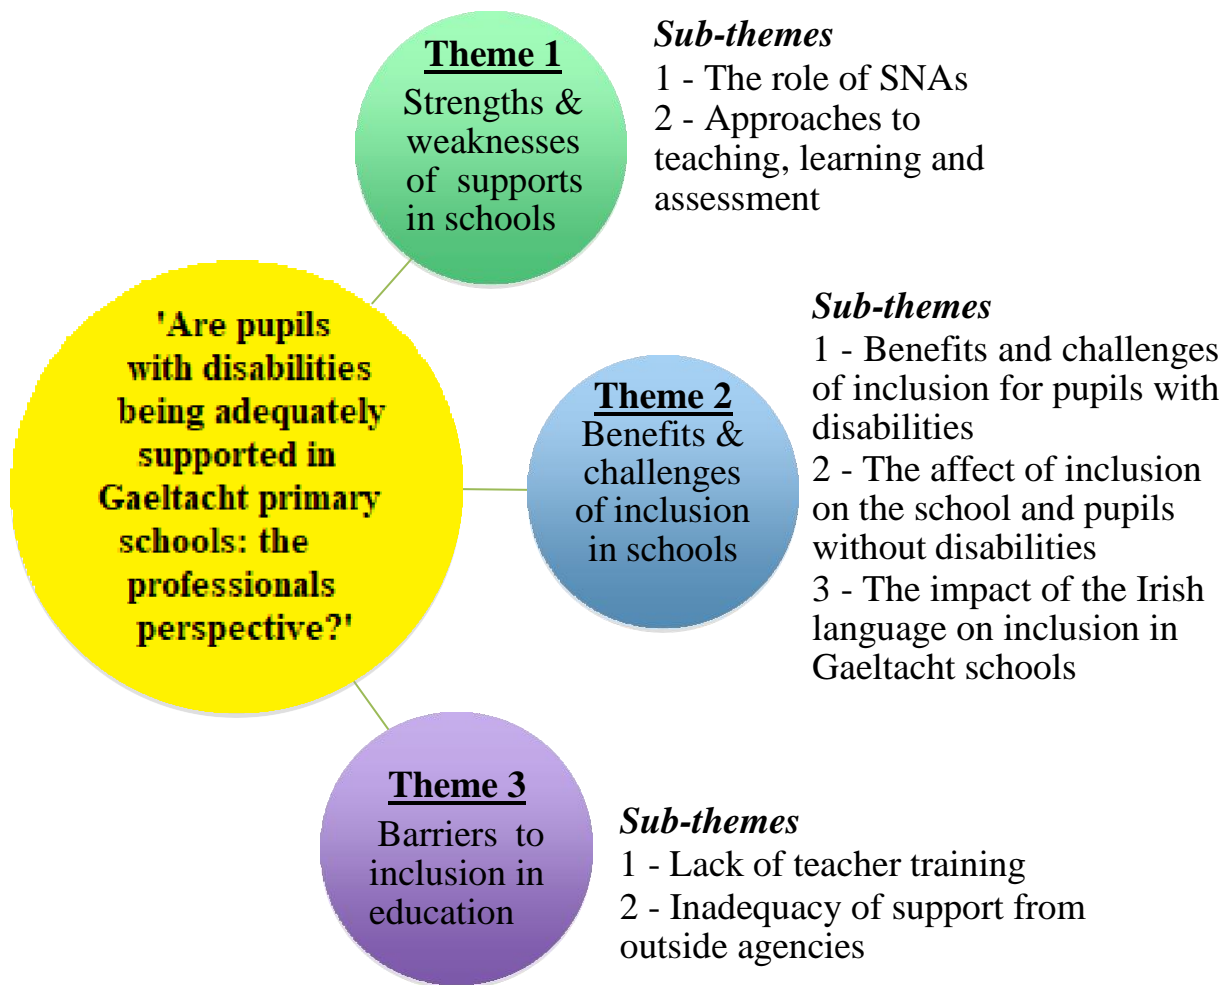 Theme 1
Strengths &
weaknesses
of supports
in schools
Sub-themes
1 - The role of SNAs
2 - Approaches to
teaching, learning and
assessment
'Are pupils
with disabilities
being adequately
supported in
Gaeltacht primary
schools: the
professionals
perspective?'
Theme 2
Benefits &
challenges
of inclusion
in schools
Sub-themes
1 - Benefits and challenges
of inclusion for pupils with
disabilities
2 - The affect of inclusion
on the school and pupils
without disabilities
3 - The impact of the Irish
language on inclusion in
Gaeltacht schools
Theme 3
Barriers to
inclusion in
education
Sub-themes
1 - Lack of teacher training
2 - Inadequacy of support from
outside agencies